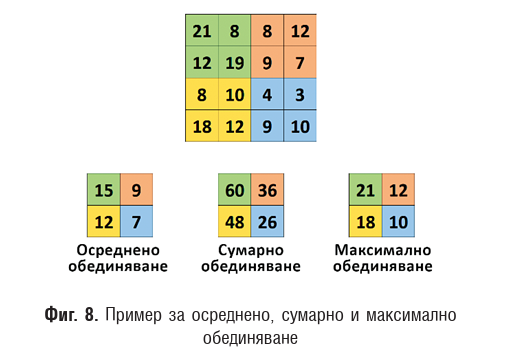 21 8 8 12
12 19 9 7
8 10 4 3
18 12 9 10
15 9
12 7
Осреднено
обединяване
60 36
48 26
Сумарно
обединяване
21 12
18 10
Максимално
обединяване
Фиг. 8. Пример за осреднено, сумарно и максимално
обединяване